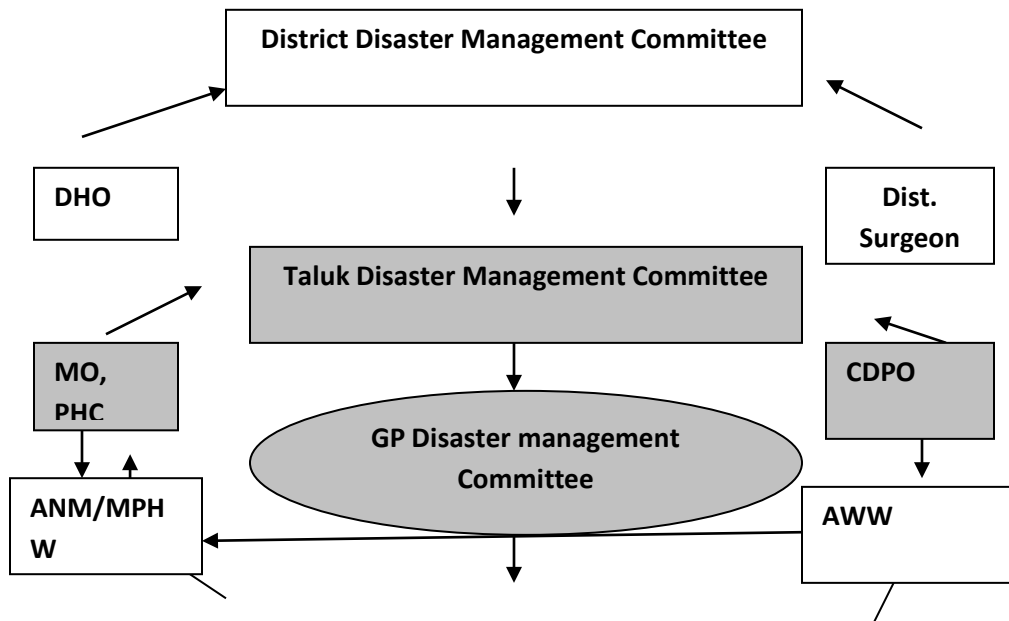 District Disaster Management Committee
DHO
Dist.
Surgeon
Taluk Disaster Management Committee
MO,
PHC
CDPO
GP Disaster management
Committee
ANM/MPH
W
AWW